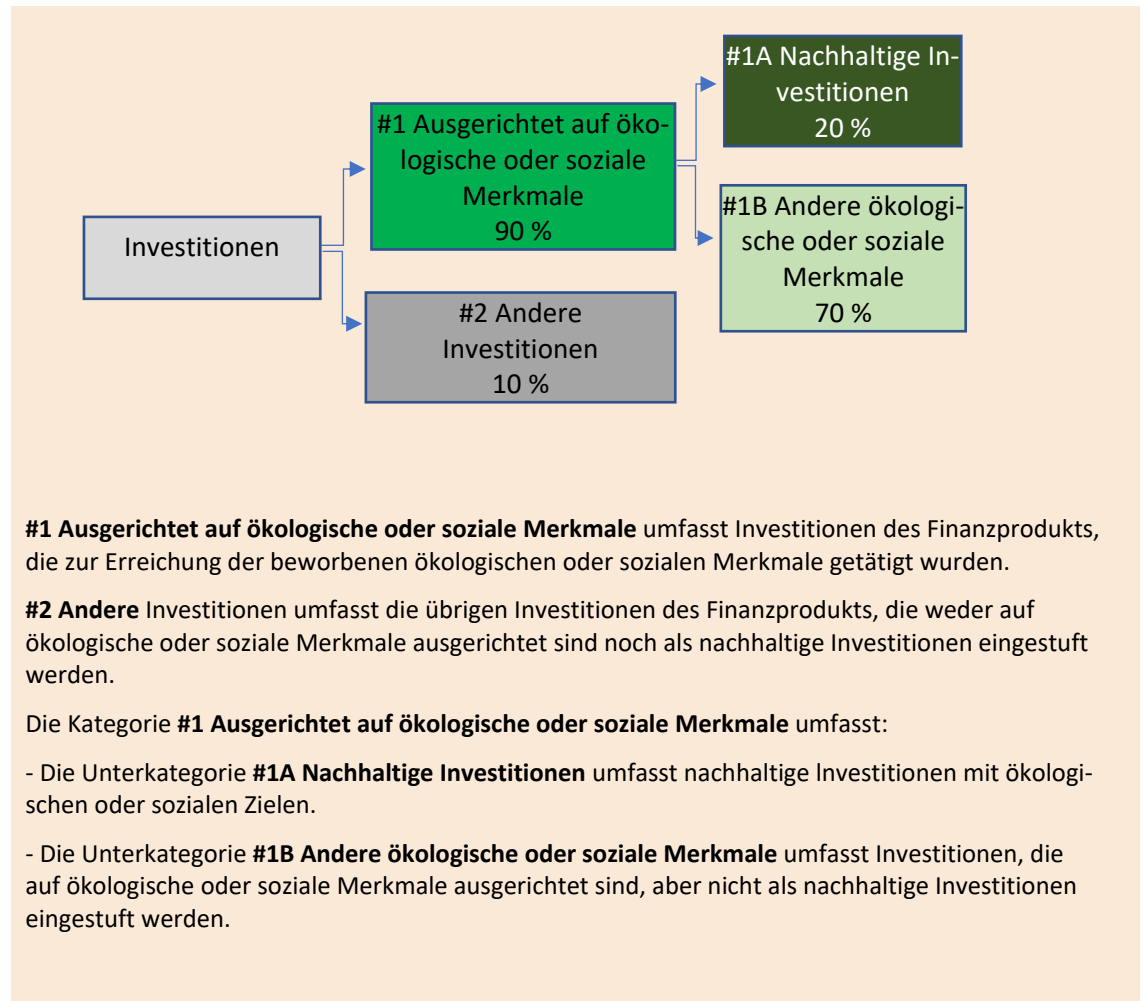 #1A Nachhaltige In-
vestitionen
20 %
#1 Ausgerichtet auf öko-
logische oder soziale
Merkmale
90 %
#1B Andere ökologi-
sche oder soziale
Merkmale
70 %
Investitionen
#2 Andere
Investitionen
10 %
#1 Ausgerichtet auf ökologische oder soziale Merkmale umfasst Investitionen des Finanzprodukts,
die zur Erreichung der beworbenen ökologischen oder sozialen Merkmale getätigt wurden.
#2 Andere Investitionen umfasst die übrigen Investitionen des Finanzprodukts, die weder auf
ökologische oder soziale Merkmale ausgerichtet sind noch als nachhaltige Investitionen eingestuft
werden.
Die Kategorie #1 Ausgerichtet auf ökologische oder soziale Merkmale umfasst:
- Die Unterkategorie #1A Nachhaltige Investitionen umfasst nachhaltige lnvestitionen mit ökologi-
schen oder sozialen Zielen.
- Die Unterkategorie #1B Andere ökologische oder soziale Merkmale umfasst Investitionen, die
auf ökologische oder soziale Merkmale ausgerichtet sind, aber nicht als nachhaltige Investitionen
eingestuft werden.